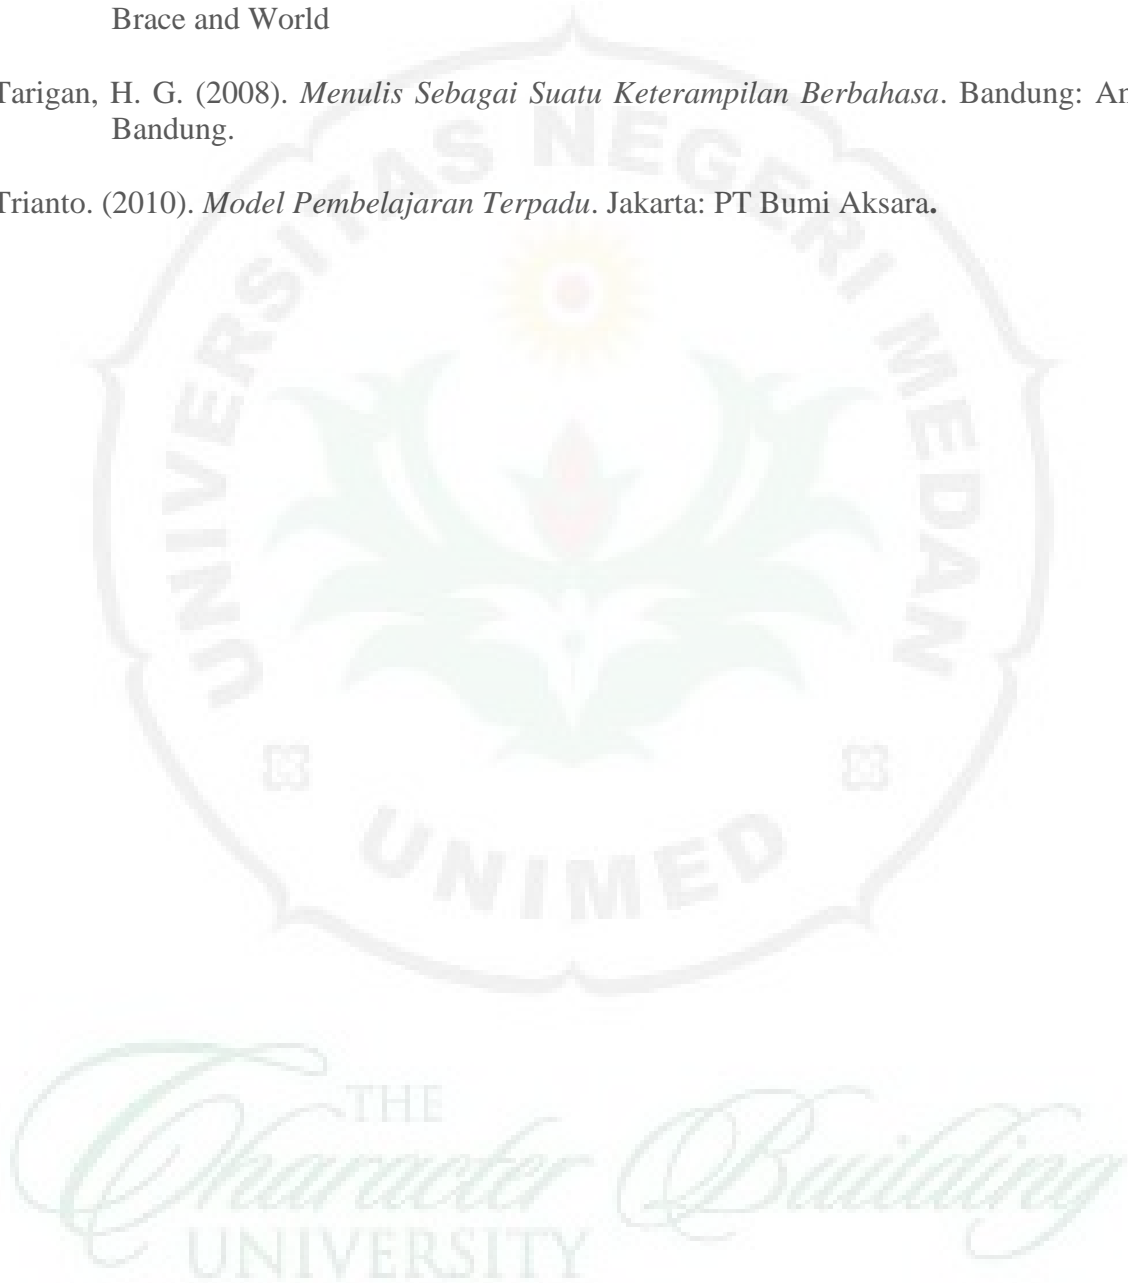 Brace and World
Tarigan, H. G. (2008). Menulis Sebagai Suatu Keterampilan Berbahasa. Bandung:
Bandung.
Trianto. (2010). Model Pembelajaran Terpadu. Jakarta: PT Bumi Aksara.
UNIVERSITAS NEGERI MEDAN
UNIMED
THE
Character Building
UNIVERSITY